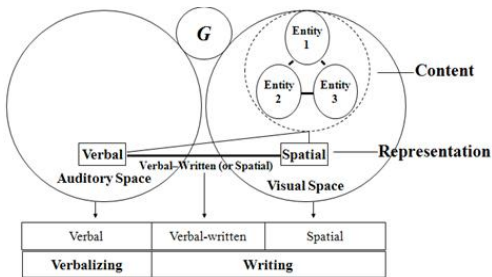 G
Entity
1
Entity
2
Entity
3
Content
Verbal
Spatial
Representation
Verbal–Written (or Spatial)
Auditory Space
Visual Space
Verbal
Verbal-written
Spatial
Verbalizing
Writing